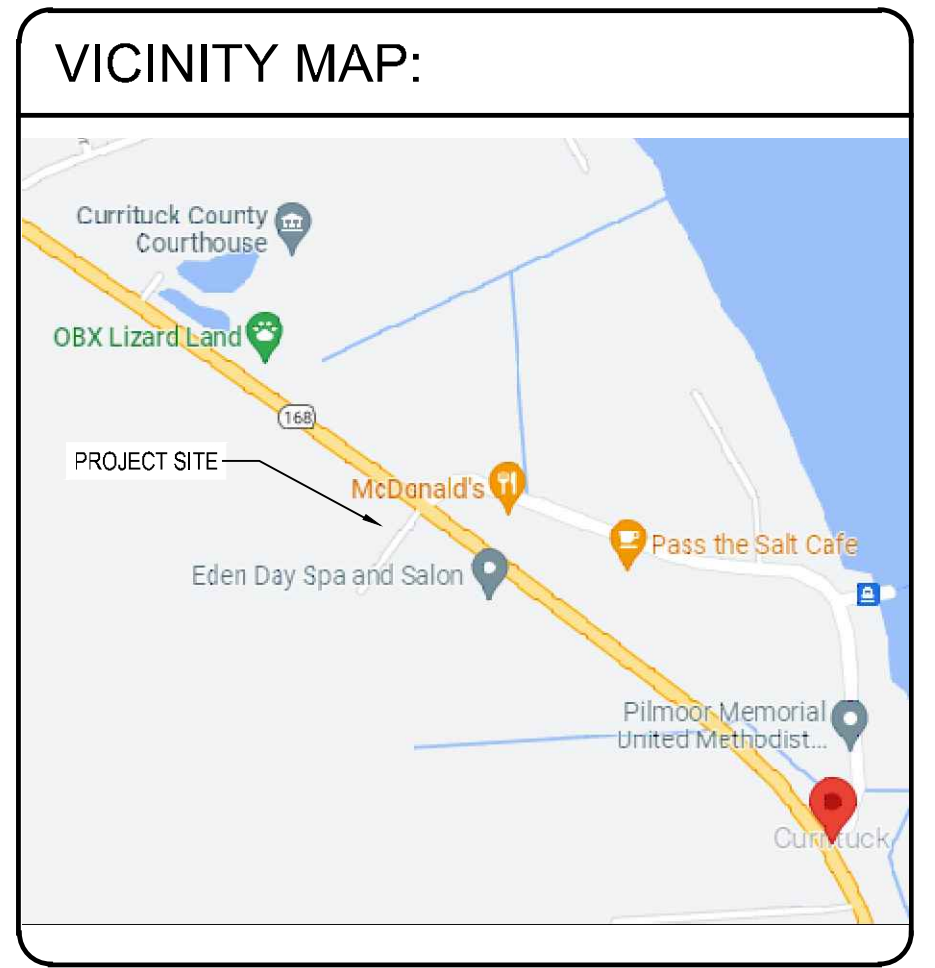 VICINITY MAP:
Currituck County
Courthouse
OBX Lizard Land
168
PROJECT SITE
McDonald's
Pass the Salt Cafe
Eden Day Spa and Salon
Pilmoor Memorial
United Methodist...
Currituck